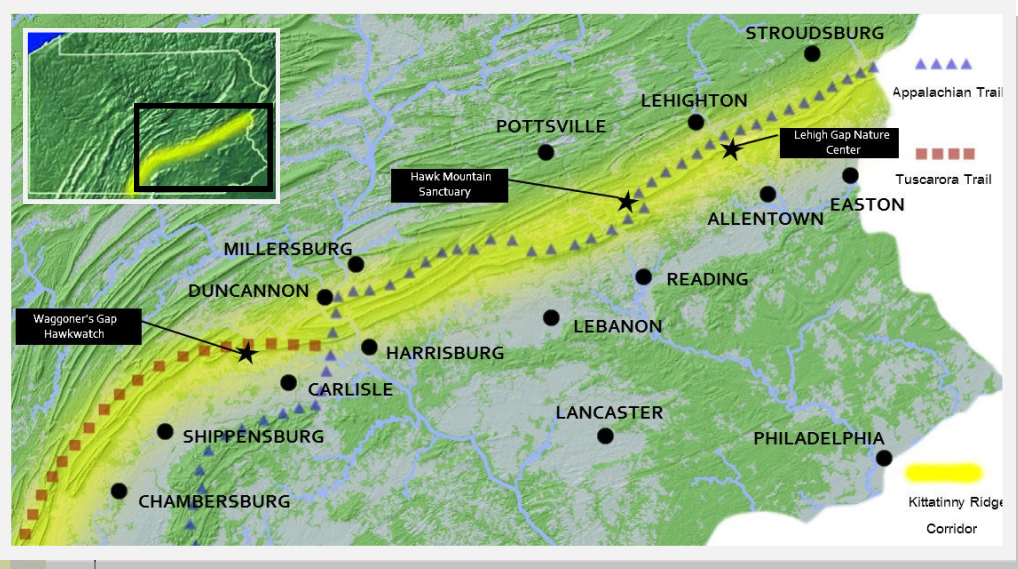 STROUDSBURG
Appalachian Trail
LEHIGHTON
POTTSVILLE
Lehigh Gap Nature
Center
Tuscarora Trail
Hawk Mountain
Sanctuary
EASTON
ALLENTOWN
MILLERSBURG
READING
DUNCANNON
Waggoner's Gap
Hawkwatch
LEBANON
HARRISBURG
CARLISLE
LANCASTER
SHIPPENSBURG
PHILADELPHIA
CHAMBERSBURG
Kittatinny Ridge
Corridor